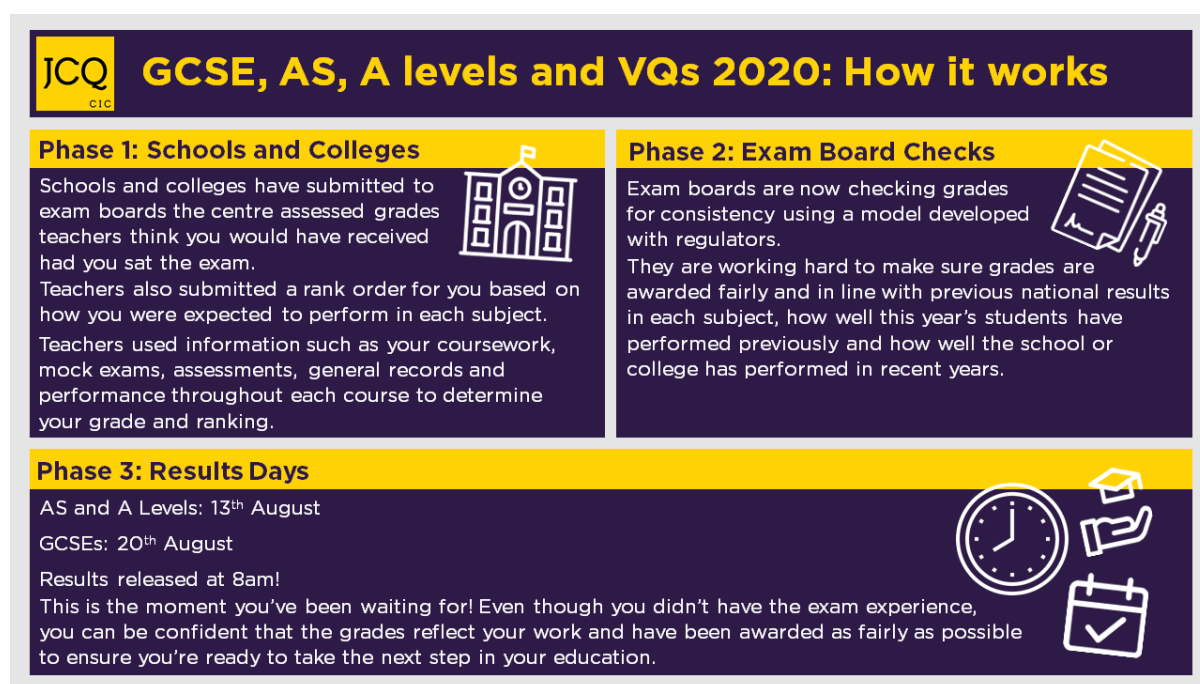 JCQ
CIC
GCSE, AS, A levels and VQs 2020: How it works
Phase 1: Schools and Colleges
Schools and colleges have submitted to
exam boards the centre assessed grades
teachers think you would have received
had you sat the exam.
Teachers also submitted a rank order for you based on
how you were expected to perform in each subject.
Teachers used information such as your coursework,
mock exams, assessments, general records and
performance throughout each course to determine
your grade and ranking.
Phase 2: Exam Board Checks
Exam boards are now checking grades
for consistency using a model developed
with regulators.
They are working hard to make sure grades are
awarded fairly and in line with previous national results
in each subject, how well this year’s students have
performed previously and how well the school or
college has performed in recent years.
Phase 3: Results Days
AS and A Levels: 13th August
GCSEs: 20th August
Results released at 8am!
This is the moment you’ve been waiting for! Even though you didn’t have the exam experience,
you can be confident that the grades reflect your work and have been awarded as fairly as possible
to ensure you’re ready to take the next step in your education.